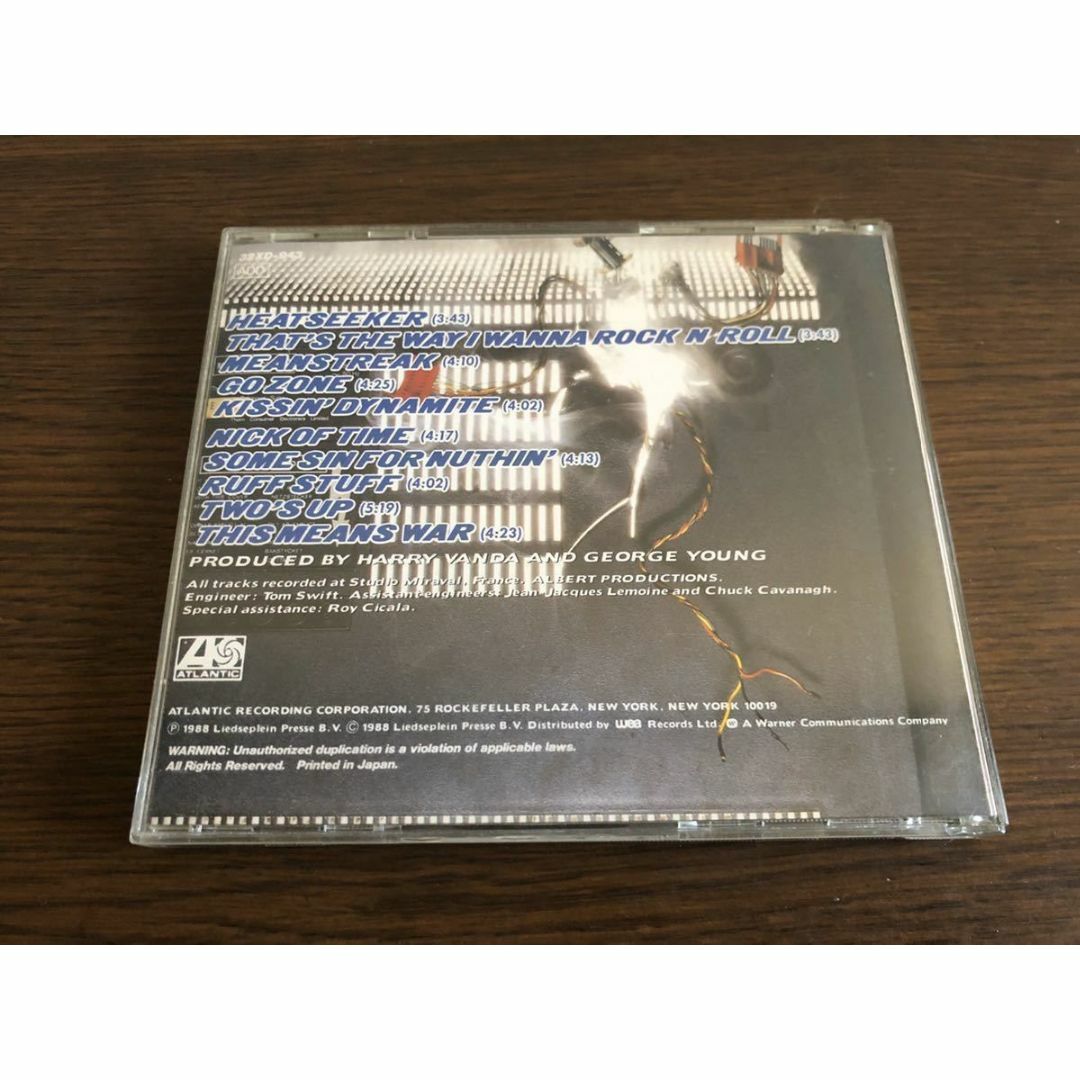 32XD-943
ADD
HEATSEEKER (3:43)
THAT'S THE WAY I WANNA ROCK N-ROLL (3:43)
MEANSTREAK (4:10)
GO ZONE (4:25)
KISSIN' DYNAMITE (4:02)
NICK OF TIME (4:17)
SOME SIN FOR NUTHIN' (4:13)
RUFF STUFF (4:02)
TWO'S UP (5:19)
THIS MEANS WAR (4:23)
PRODUCED BY HARRY VANDA AND GEORGE YOUNG
All tracks recorded at Studio Miraval, France. ALBERT PRODUCTIONS.
Engineer: Tom Swift. Assistant engineers: Jean-Jacques Lemoine and Chuck Cavanagh.
Special assistance: Roy Cicala.
ATLANTIC
ATLANTIC RECORDING CORPORATION, 75 ROCKEFELLER PLAZA, NEW YORK, NEW YORK 10019
Ⓟ 1988 Liedseplein Presse B.V. Ⓒ 1988 Liedseplein Presse B.V. Distributed by wea Records Ltd. A Warner Communications Company
WARNING: Unauthorized duplication is a violation of applicable laws.
All Rights Reserved. Printed in Japan.